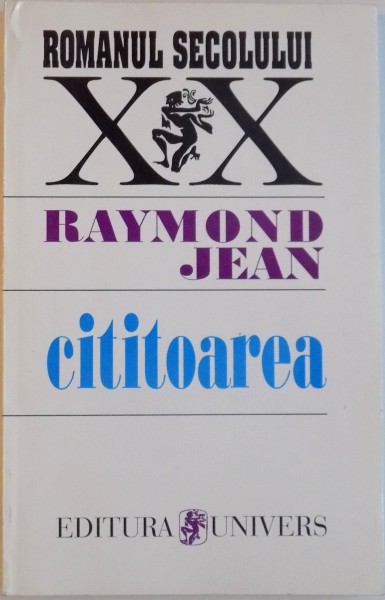 ROMANUL SECOLULUI
XX
RAYMOND
JEAN
cititoarea
EDITURA UNIVERS